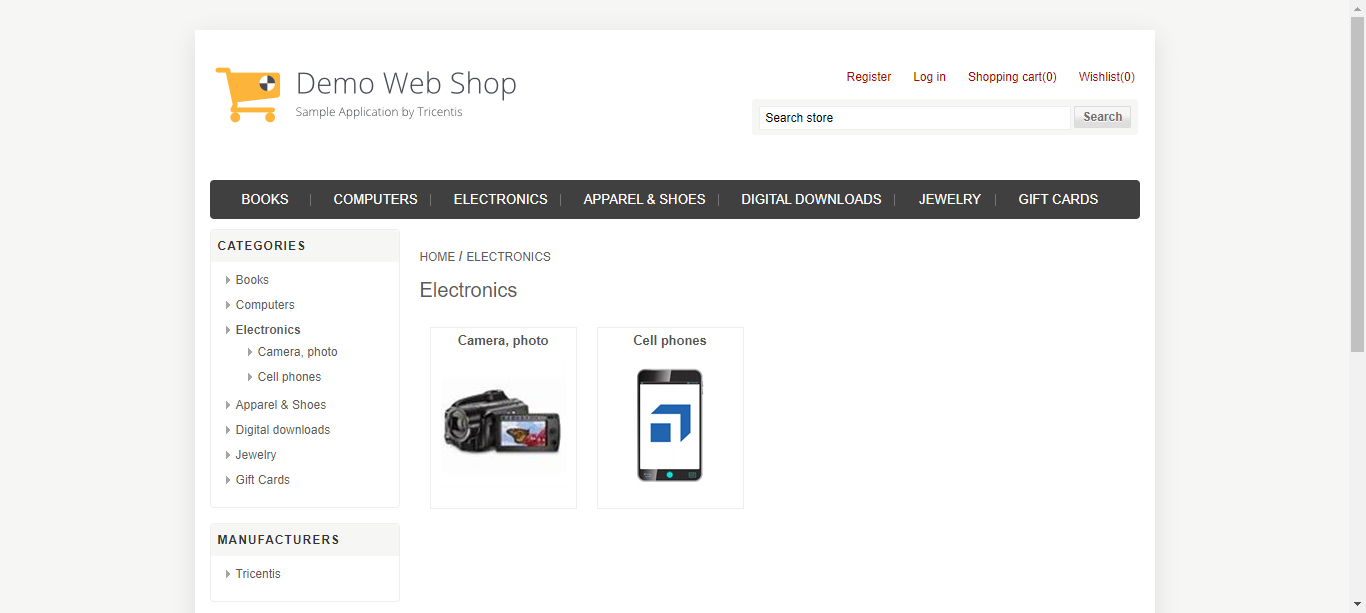 Demo Web Shop
Sample Application by Tricentis
Register Log in Shopping cart(0) Wishlist(0)
Search store Search
BOOKS COMPUTERS ELECTRONICS APPAREL & SHOES DIGITAL DOWNLOADS JEWELRY GIFT CARDS
CATEGORIES
Books
Computers
Electronics
Camera, photo
Cell phones
Apparel & Shoes
Digital downloads
Jewelry
Gift Cards
MANUFACTURERS
Tricentis
HOME / ELECTRONICS
Electronics
Camera, photo
Cell phones